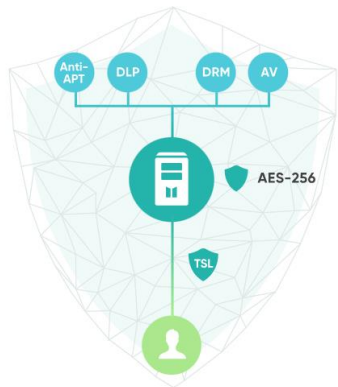 Anti-
APT
DLP
DRM
AV
AES-256
TSL